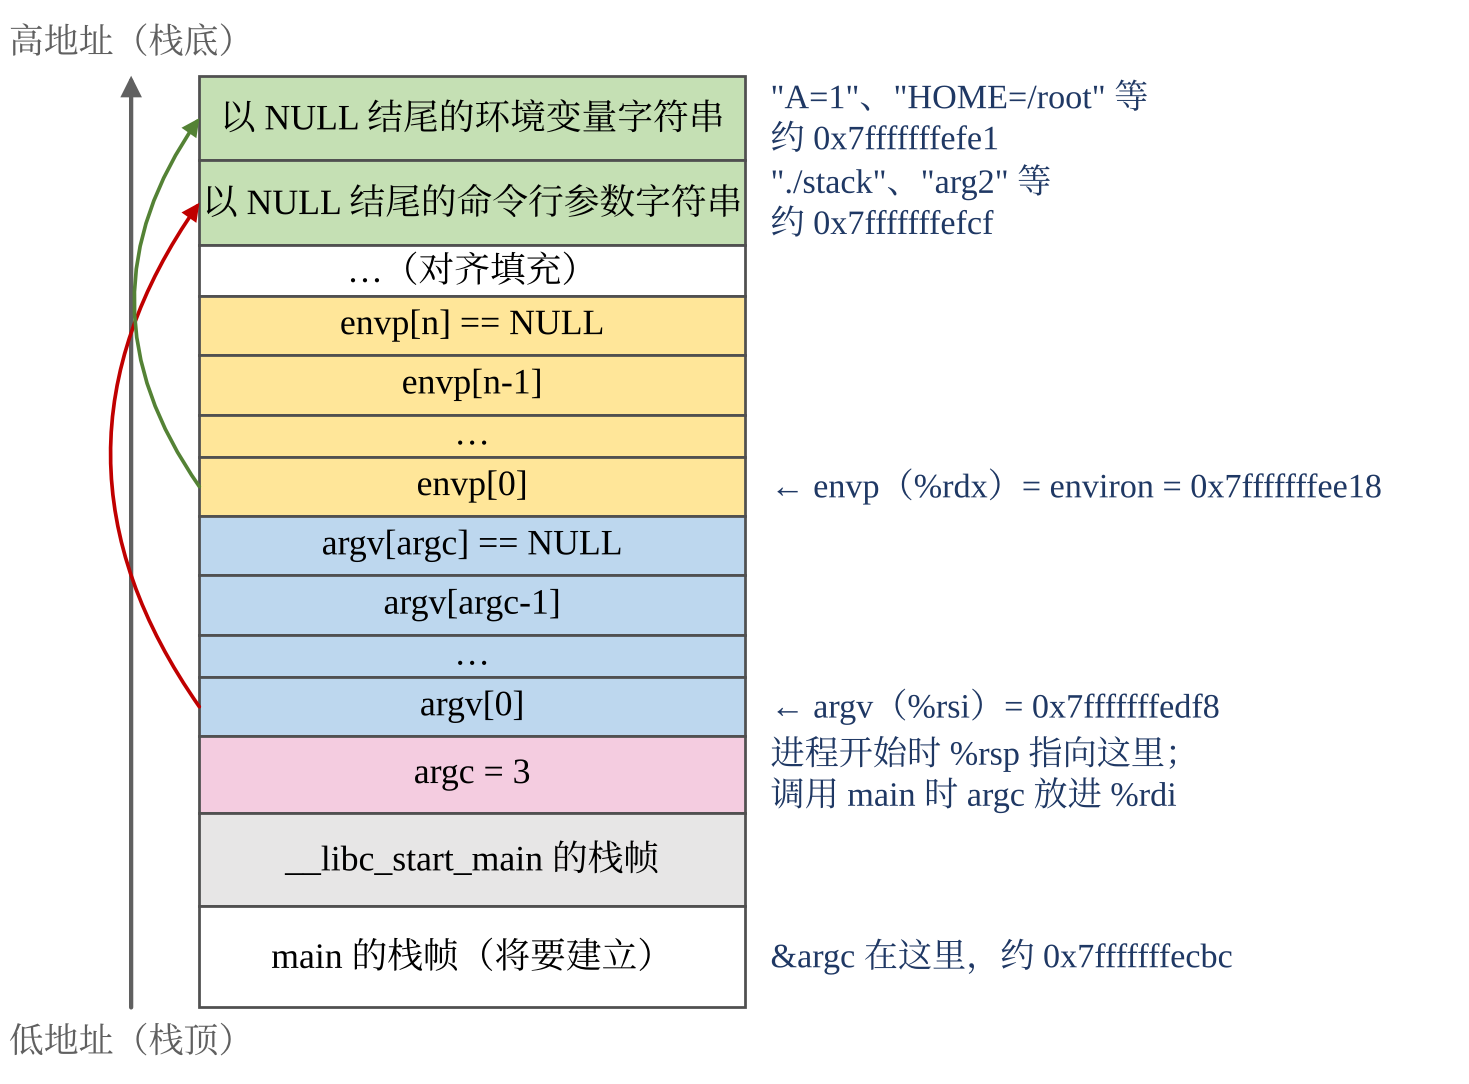 高地址（栈底）
以 NULL 结尾的环境变量字符串
"A=1"、"HOME=/root" 等
约 0x7fffffffefe1
以 NULL 结尾的命令行参数字符串
"./stack"、"arg2" 等
约 0x7fffffffefcf
…（对齐填充）
envp[n] == NULL
envp[n-1]
…
envp[0]
← envp（%rdx）= environ = 0x7fffffffee18
argv[argc] == NULL
argv[argc-1]
…
argv[0]
← argv（%rsi）= 0x7fffffffedf8
argc = 3
进程开始时 %rsp 指向这里；
调用 main 时 argc 放进 %rdi
__libc_start_main 的栈帧
main 的栈帧（将要建立）
&argc 在这里，约 0x7fffffffecbc
低地址（栈顶）